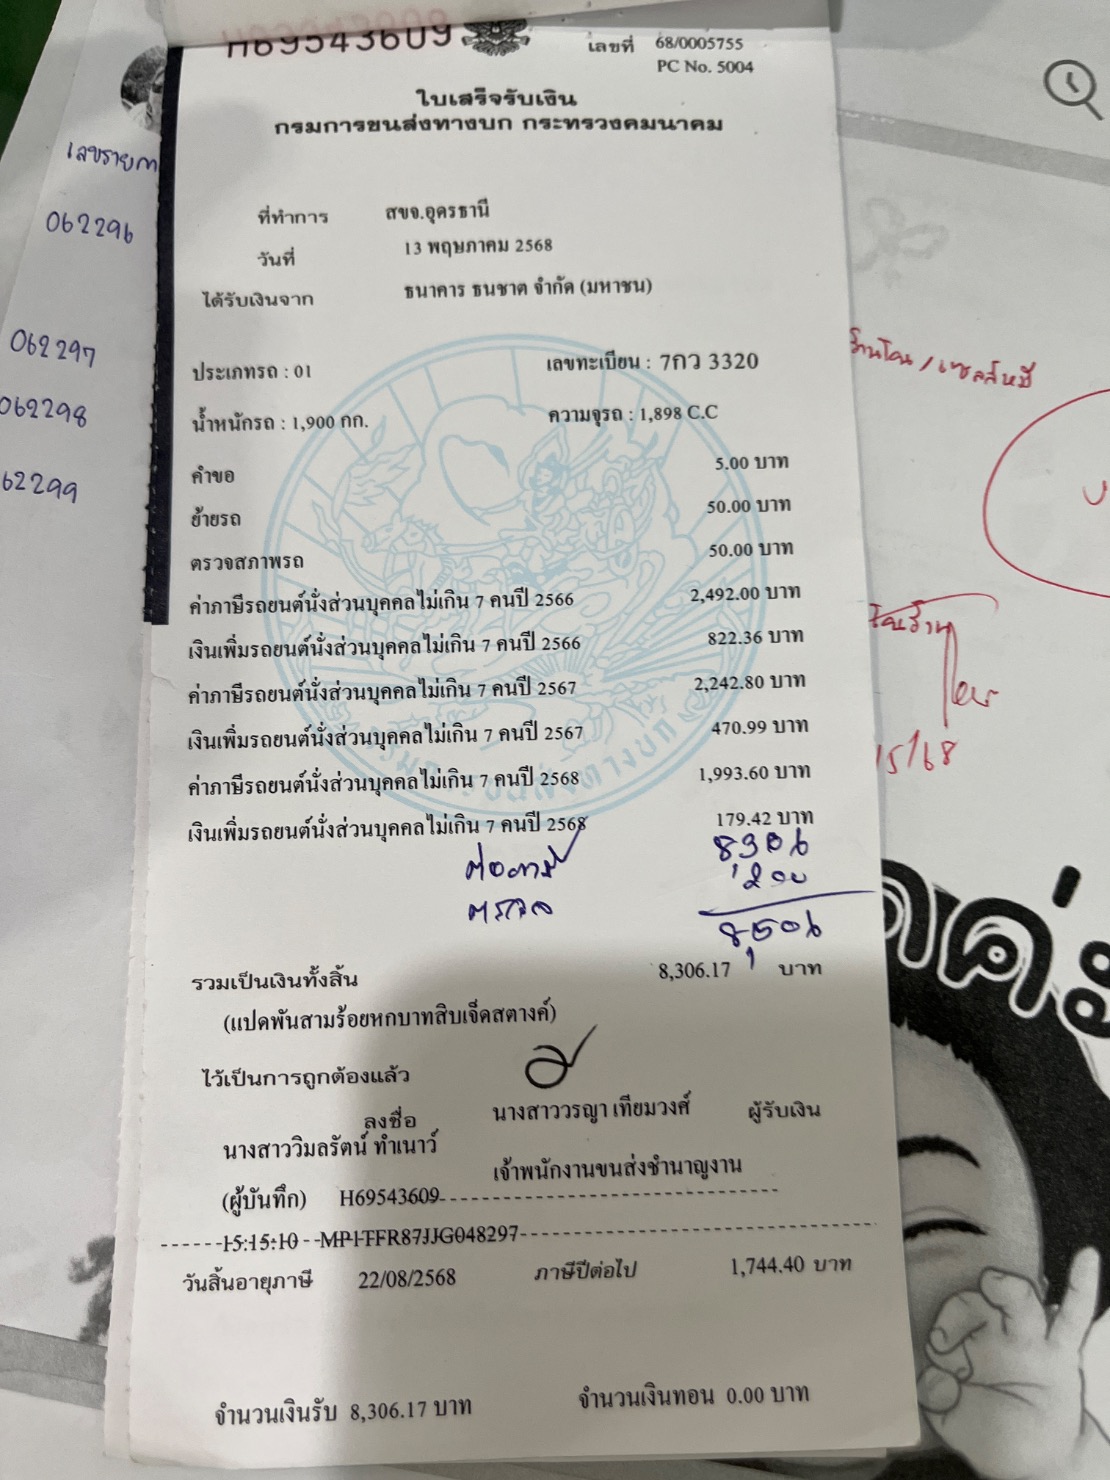 H69543609
เลขที่ 68/0005755
PC No. 5004
ใบเสร็จรับเงิน
กรมการขนส่งทางบก กระทรวงคมนาคม
ที่ทำการ สขจ.อุดรธานี
วันที่ 13 พฤษภาคม 2568
ได้รับเงินจาก ธนาคาร ธนชาต จำกัด (มหาชน)
ประเภทรถ : 01 เลขทะเบียน : 7กว 3320
น้ำหนักรถ : 1,900 กก. ความจุรถ : 1,898 C.C
คำขอ 5.00 บาท
ย้ายรถ 50.00 บาท
ตรวจสภาพรถ 50.00 บาท
ค่าภาษีรถยนต์นั่งส่วนบุคคลไม่เกิน 7 คนปี 2566 2,492.00 บาท
เงินเพิ่มรถยนต์นั่งส่วนบุคคลไม่เกิน 7 คนปี 2566 822.36 บาท
ค่าภาษีรถยนต์นั่งส่วนบุคคลไม่เกิน 7 คนปี 2567 2,242.80 บาท
เงินเพิ่มรถยนต์นั่งส่วนบุคคลไม่เกิน 7 คนปี 2567 470.99 บาท
ค่าภาษีรถยนต์นั่งส่วนบุคคลไม่เกิน 7 คนปี 2568 1,993.60 บาท
เงินเพิ่มรถยนต์นั่งส่วนบุคคลไม่เกิน 7 คนปี 2568 179.42 บาท
ต่อภาษี 8,306
ตรวจ 200
8,506
รวมเป็นเงินทั้งสิ้น 8,306.17 บาท
(แปดพันสามร้อยหกบาทสิบเจ็ดสตางค์)
ไว้เป็นการถูกต้องแล้ว
ลงชื่อ นางสาววรญา เทียมวงศ์ ผู้รับเงิน
นางสาววิมลรัตน์ ทำเนาว์
เจ้าพนักงานขนส่งชำนาญงาน
(ผู้บันทึก) H69543609
15:15:10 MP1TFR87JJG048297
วันสิ้นอายุภาษี 22/08/2568 ภาษีปีต่อไป 1,744.40 บาท
จำนวนเงินรับ 8,306.17 บาท จำนวนเงินทอน 0.00 บาท
062296
062297
062298
62299